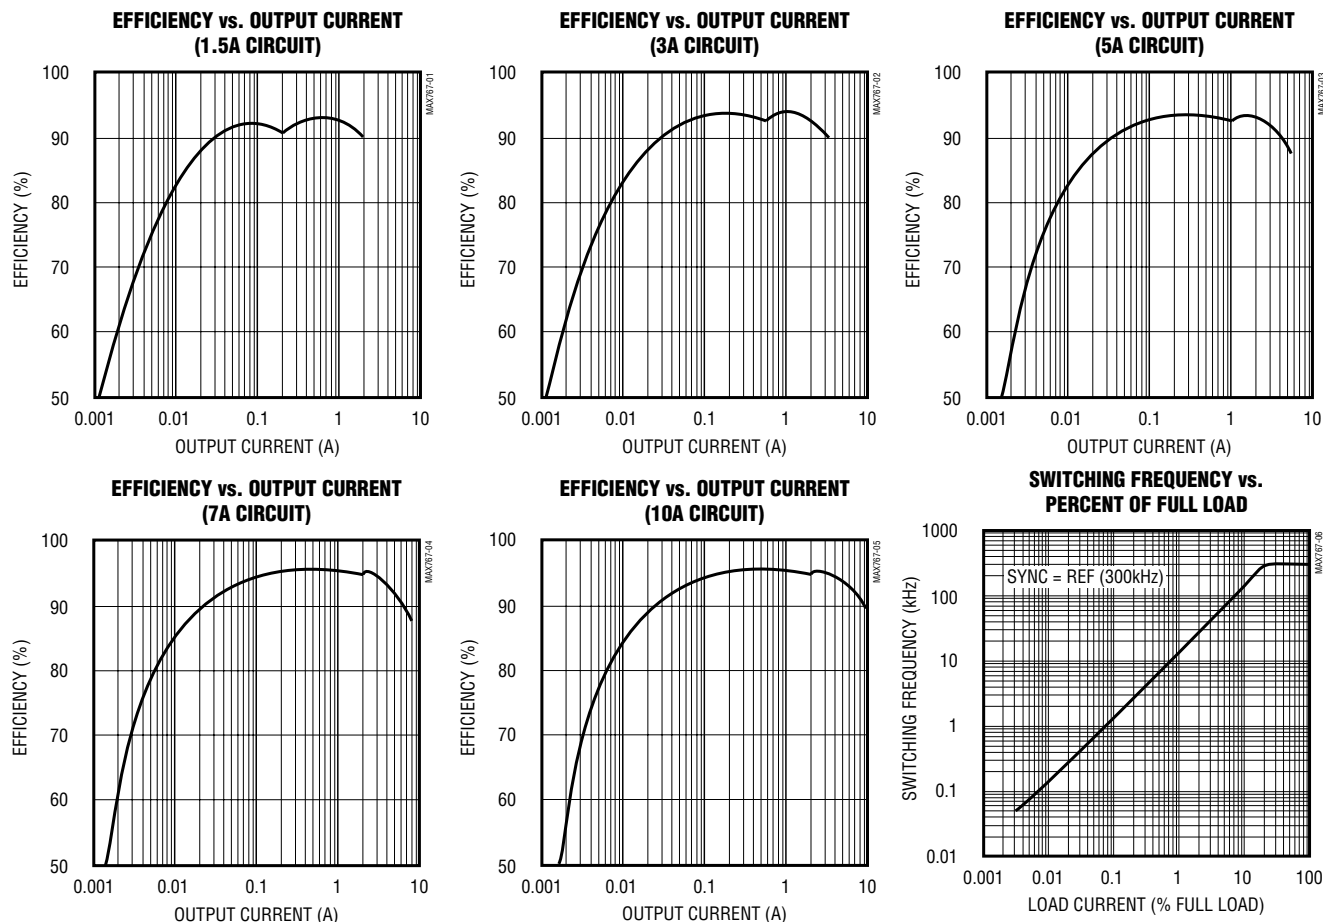 EFFICIENCY vs. OUTPUT CURRENT
(1.5A CIRCUIT)
100
90
80
70
60
50
EFFICIENCY (%)
0.001 0.01 0.1 1 10
OUTPUT CURRENT (A)
MAX767-01
EFFICIENCY vs. OUTPUT CURRENT
(3A CIRCUIT)
100
90
80
70
60
50
EFFICIENCY (%)
0.001 0.01 0.1 1 10
OUTPUT CURRENT (A)
MAX767-02
EFFICIENCY vs. OUTPUT CURRENT
(5A CIRCUIT)
100
90
80
70
60
50
EFFICIENCY (%)
0.001 0.01 0.1 1 10
OUTPUT CURRENT (A)
MAX767-03
EFFICIENCY vs. OUTPUT CURRENT
(7A CIRCUIT)
100
90
80
70
60
50
EFFICIENCY (%)
0.001 0.01 0.1 1 10
OUTPUT CURRENT (A)
MAX767-04
EFFICIENCY vs. OUTPUT CURRENT
(10A CIRCUIT)
100
90
80
70
60
50
EFFICIENCY (%)
0.001 0.01 0.1 1 10
OUTPUT CURRENT (A)
MAX767-05
SWITCHING FREQUENCY vs.
PERCENT OF FULL LOAD
1000
100
10
1
0.1
0.01
SWITCHING FREQUENCY (kHz)
SYNC = REF (300kHz)
0.001 0.01 0.1 1 10 100
LOAD CURRENT (% FULL LOAD)
MAX767-06